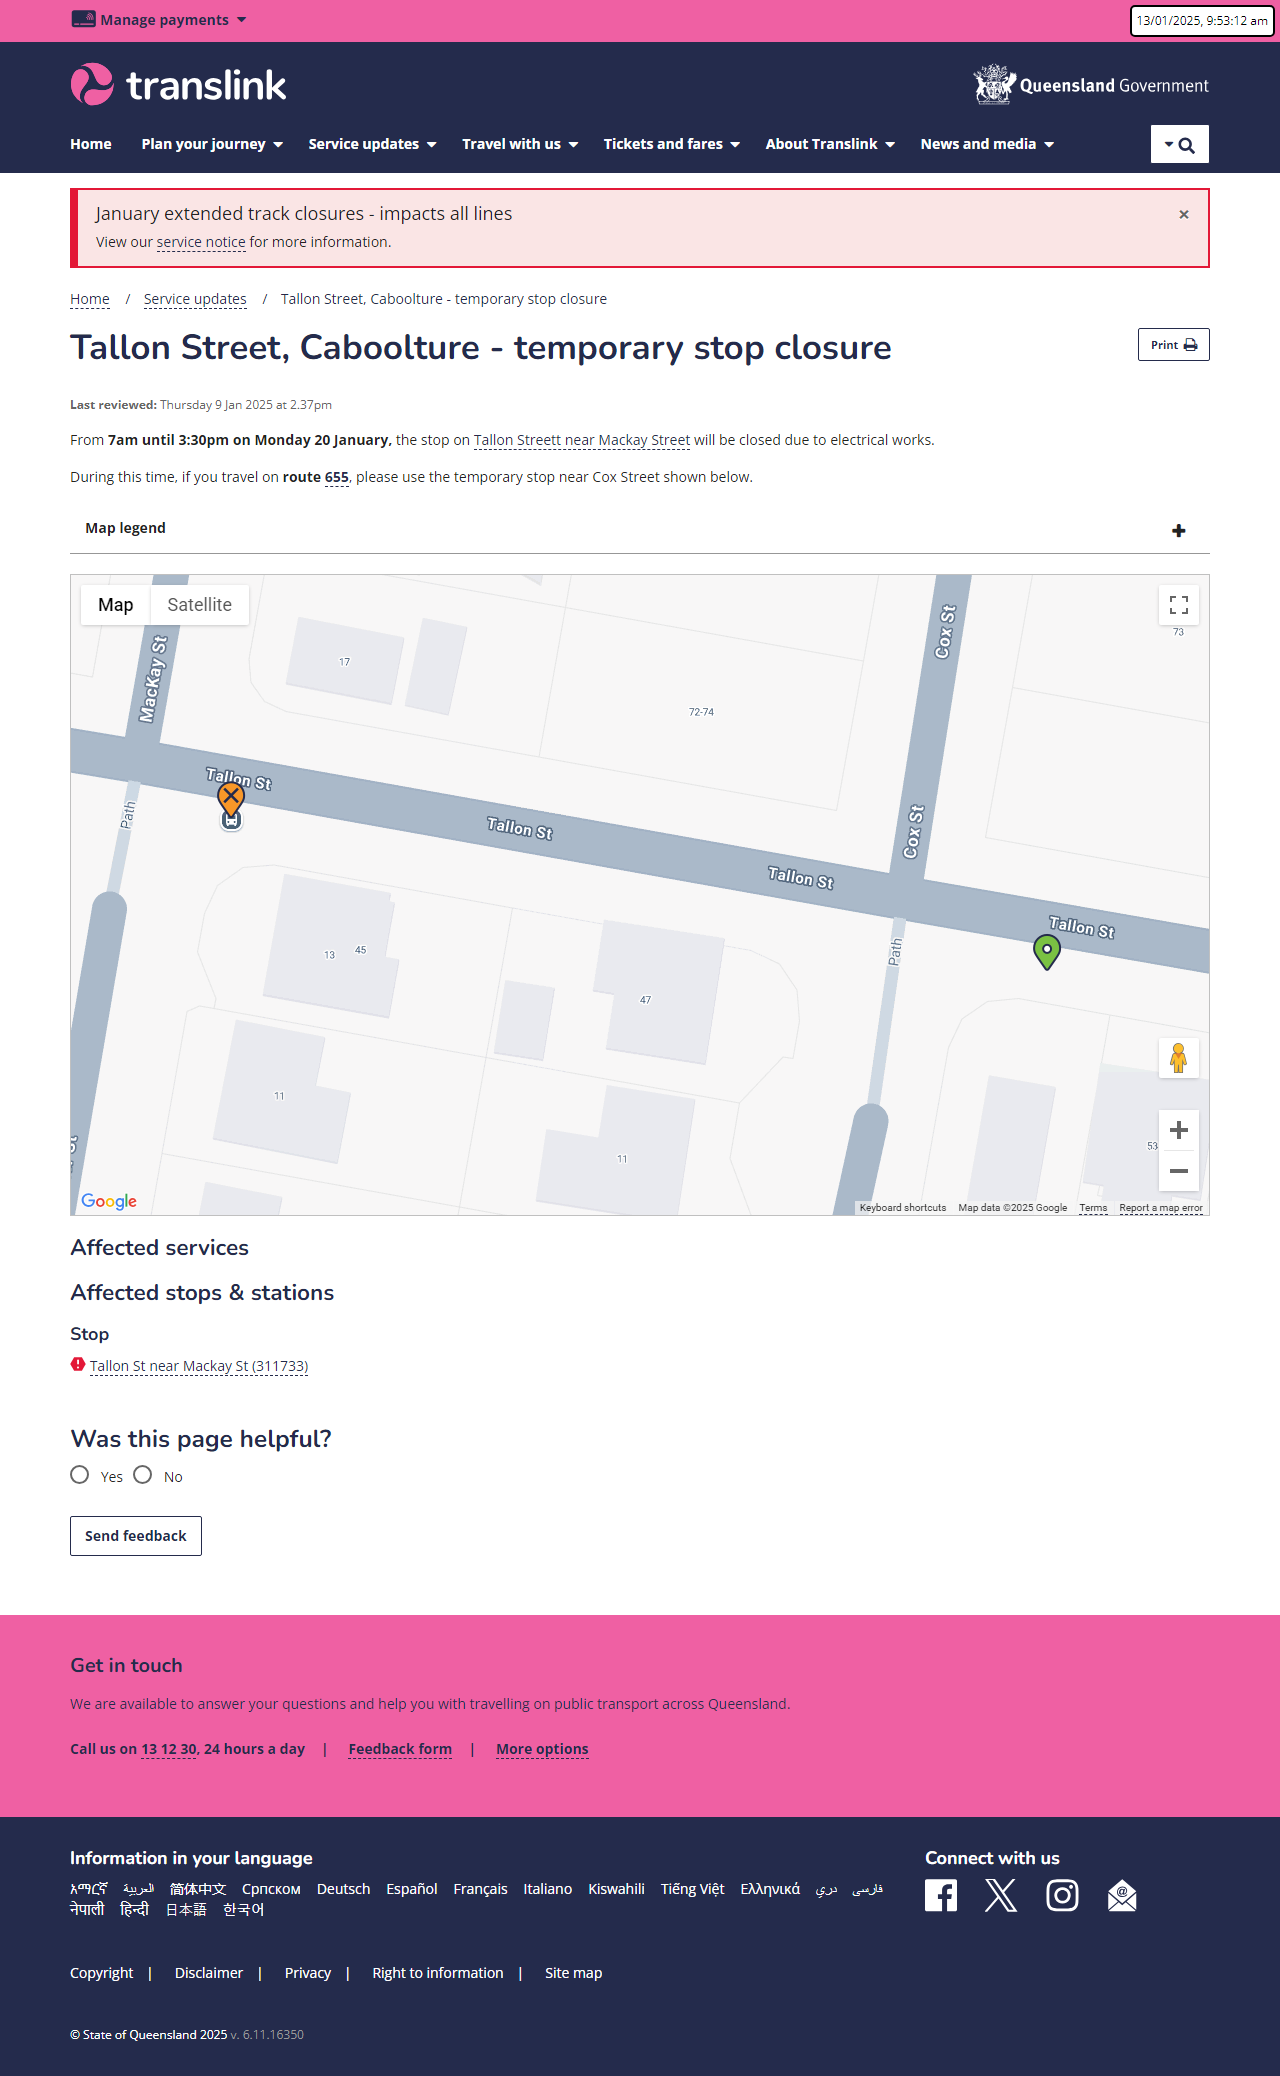 Manage payments
13/01/2025, 9:53:12 am
translink
Queensland Government
Home Plan your journey Service updates Travel with us Tickets and fares About Translink News and media
January extended track closures - impacts all lines
×
View our service notice for more information.
Home / Service updates / Tallon Street, Caboolture - temporary stop closure
Tallon Street, Caboolture - temporary stop closure
Print
Last reviewed: Thursday 9 Jan 2025 at 2.37pm
From 7am until 3:30pm on Monday 20 January, the stop on Tallon Streett near Mackay Street will be closed due to electrical works.
During this time, if you travel on route 655, please use the temporary stop near Cox Street shown below.
Map legend
Map Satellite
MacKay St
Cox St
73
17
72-74
Tallon St
Path
Tallon St
Cox St
Tallon St
Tallon St
Path
13
45
47
11
11
53
St
Google
Keyboard shortcuts Map data ©2025 Google Terms Report a map error
Affected services
Affected stops & stations
Stop
Tallon St near Mackay St (311733)
Was this page helpful?
Yes No
Send feedback
Get in touch
We are available to answer your questions and help you with travelling on public transport across Queensland.
Call us on 13 12 30, 24 hours a day | Feedback form | More options
Information in your language
Connect with us
አማርኛ العربية 简体中文 Српском Deutsch Español Français Italiano Kiswahili Tiếng Việt Ελληνικά دري فارسی
नेपाली हिन्दी 日本語 한국어
Copyright | Disclaimer | Privacy | Right to information | Site map
© State of Queensland 2025 v. 6.11.16350